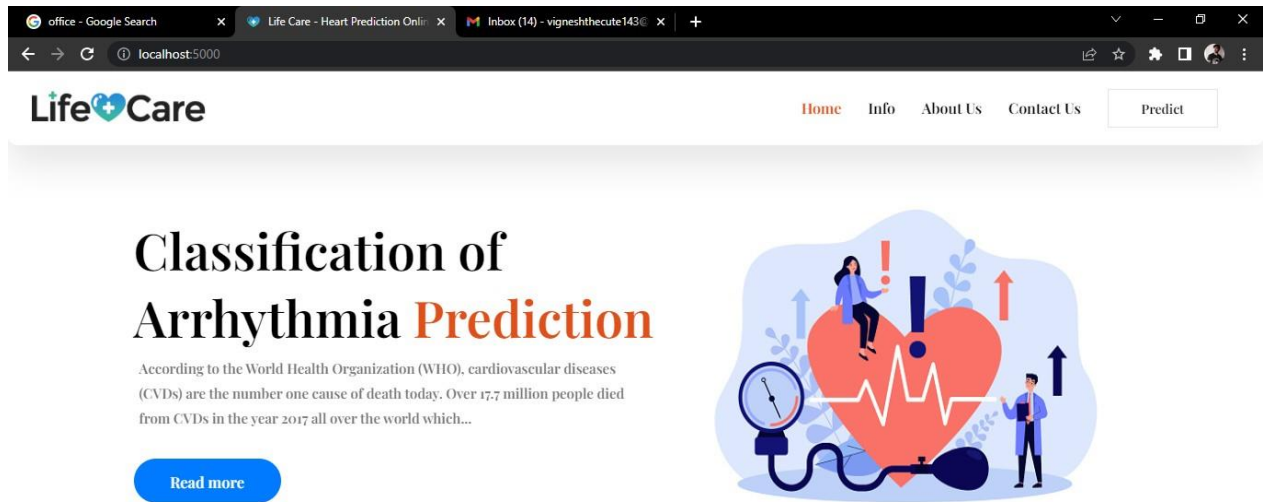 office - Google Search
Life Care - Heart Prediction Onlin
Inbox (14) - vigneshthecute143@
localhost:5000
Life Care
Home Info About Us Contact Us Predict
Classification of
Arrhythmia Prediction
According to the World Health Organization (WHO), cardiovascular diseases
(CVDs) are the number one cause of death today. Over 17.7 million people died
from CVDs in the year 2017 all over the world which...
Read more